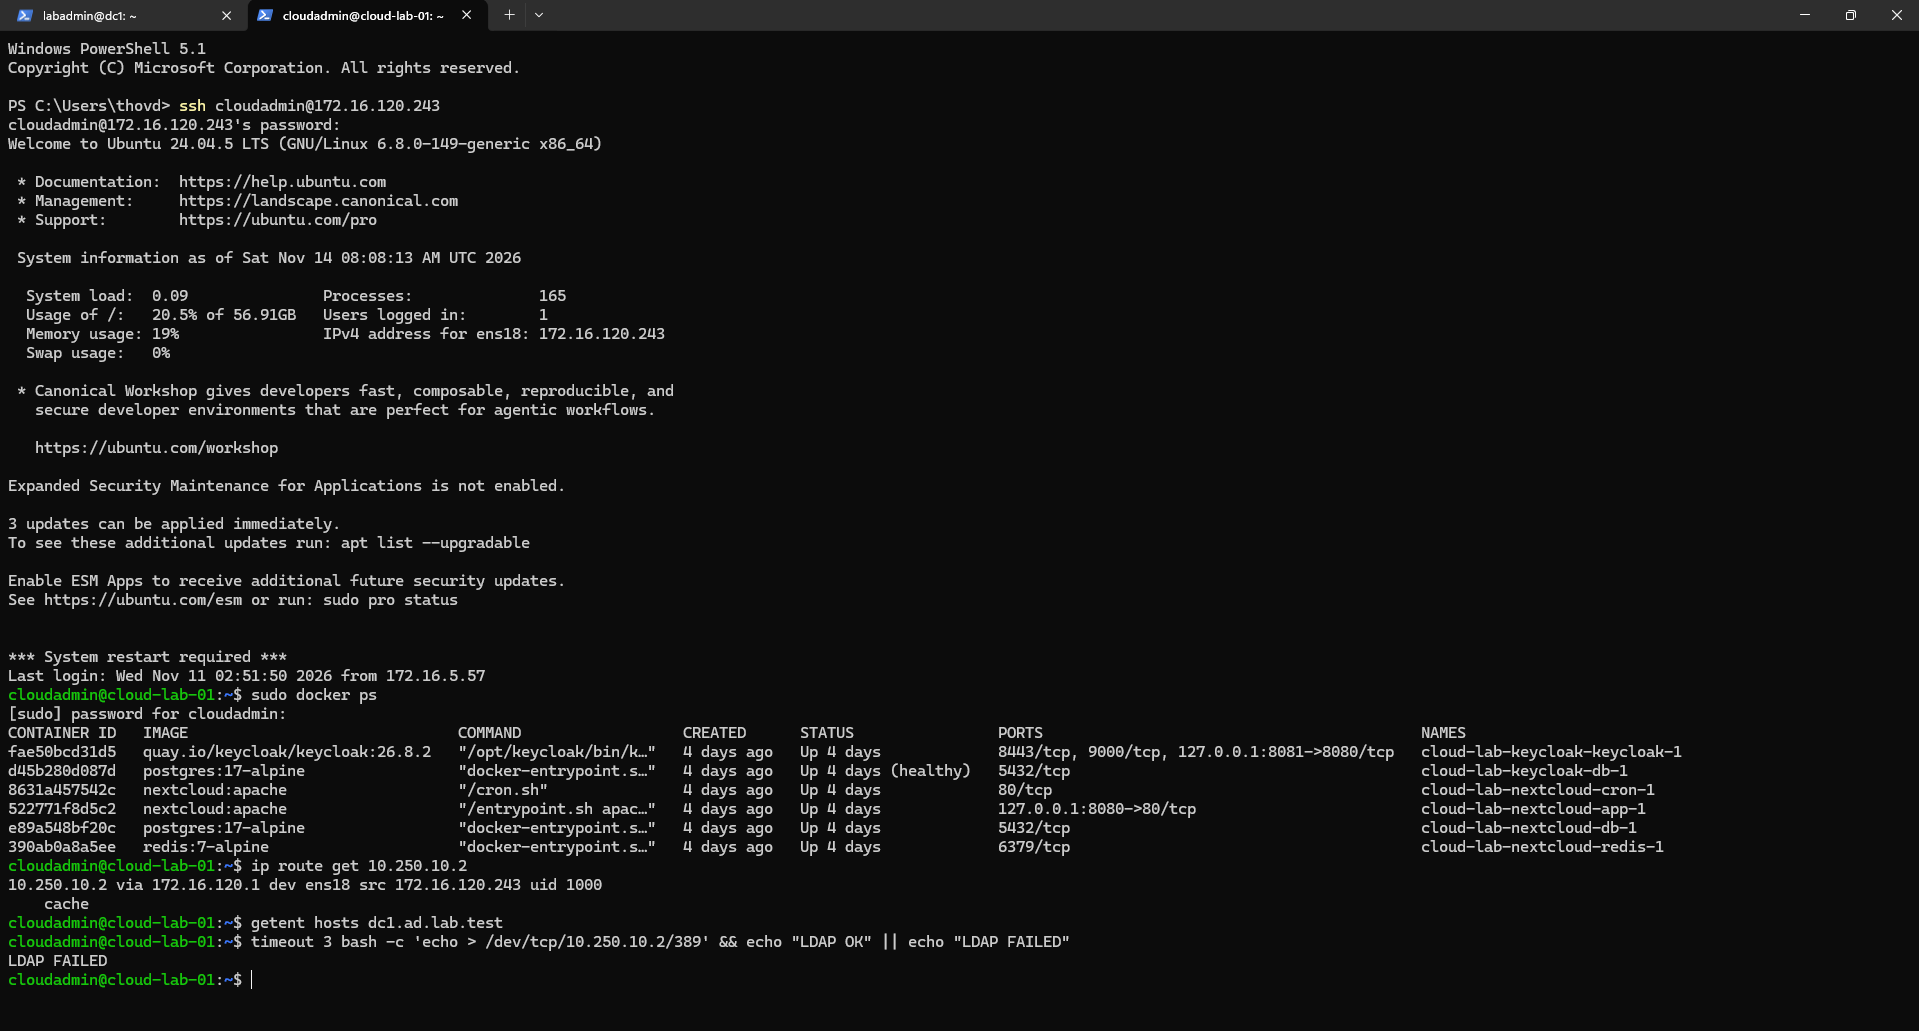 labadmin@dc1: ~
cloudadmin@cloud-lab-01: ~
Windows PowerShell 5.1
Copyright (C) Microsoft Corporation. All rights reserved.
PS C:\Users\thovd> ssh cloudadmin@172.16.120.243
cloudadmin@172.16.120.243's password:
Welcome to Ubuntu 24.04.5 LTS (GNU/Linux 6.8.0-149-generic x86_64)
* Documentation:  https://help.ubuntu.com
* Management:     https://landscape.canonical.com
* Support:        https://ubuntu.com/pro
System information as of Sat Nov 14 08:08:13 AM UTC 2026
System load:  0.09               Processes:             165
Usage of /:   20.5% of 56.91GB   Users logged in:       1
Memory usage: 19%                IPv4 address for ens18: 172.16.120.243
Swap usage:   0%
* Canonical Workshop gives developers fast, composable, reproducible, and
secure developer environments that are perfect for agentic workflows.
https://ubuntu.com/workshop
Expanded Security Maintenance for Applications is not enabled.
3 updates can be applied immediately.
To see these additional updates run: apt list --upgradable
Enable ESM Apps to receive additional future security updates.
See https://ubuntu.com/esm or run: sudo pro status
*** System restart required ***
Last login: Wed Nov 11 02:51:50 2026 from 172.16.5.57
cloudadmin@cloud-lab-01:~$ sudo docker ps
[sudo] password for cloudadmin:
CONTAINER ID   IMAGE                              COMMAND                  CREATED      STATUS                PORTS                                          NAMES
fae50bcd31d5   quay.io/keycloak/keycloak:26.8.2   "/opt/keycloak/bin/k…"   4 days ago   Up 4 days             8443/tcp, 9000/tcp, 127.0.0.1:8081->8080/tcp   cloud-lab-keycloak-keycloak-1
d45b280d087d   postgres:17-alpine                 "docker-entrypoint.s…"   4 days ago   Up 4 days (healthy)   5432/tcp                                       cloud-lab-keycloak-db-1
8631a457542c   nextcloud:apache                   "/cron.sh"               4 days ago   Up 4 days             80/tcp                                         cloud-lab-nextcloud-cron-1
522771f8d5c2   nextcloud:apache                   "/entrypoint.sh apac…"   4 days ago   Up 4 days             127.0.0.1:8080->80/tcp                         cloud-lab-nextcloud-app-1
e89a548bf20c   postgres:17-alpine                 "docker-entrypoint.s…"   4 days ago   Up 4 days             5432/tcp                                       cloud-lab-nextcloud-db-1
390ab0a8a5ee   redis:7-alpine                     "docker-entrypoint.s…"   4 days ago   Up 4 days             6379/tcp                                       cloud-lab-nextcloud-redis-1
cloudadmin@cloud-lab-01:~$ ip route get 10.250.10.2
10.250.10.2 via 172.16.120.1 dev ens18 src 172.16.120.243 uid 1000
cache
cloudadmin@cloud-lab-01:~$ getent hosts dc1.ad.lab.test
cloudadmin@cloud-lab-01:~$ timeout 3 bash -c 'echo > /dev/tcp/10.250.10.2/389' && echo "LDAP OK" || echo "LDAP FAILED"
LDAP FAILED
cloudadmin@cloud-lab-01:~$